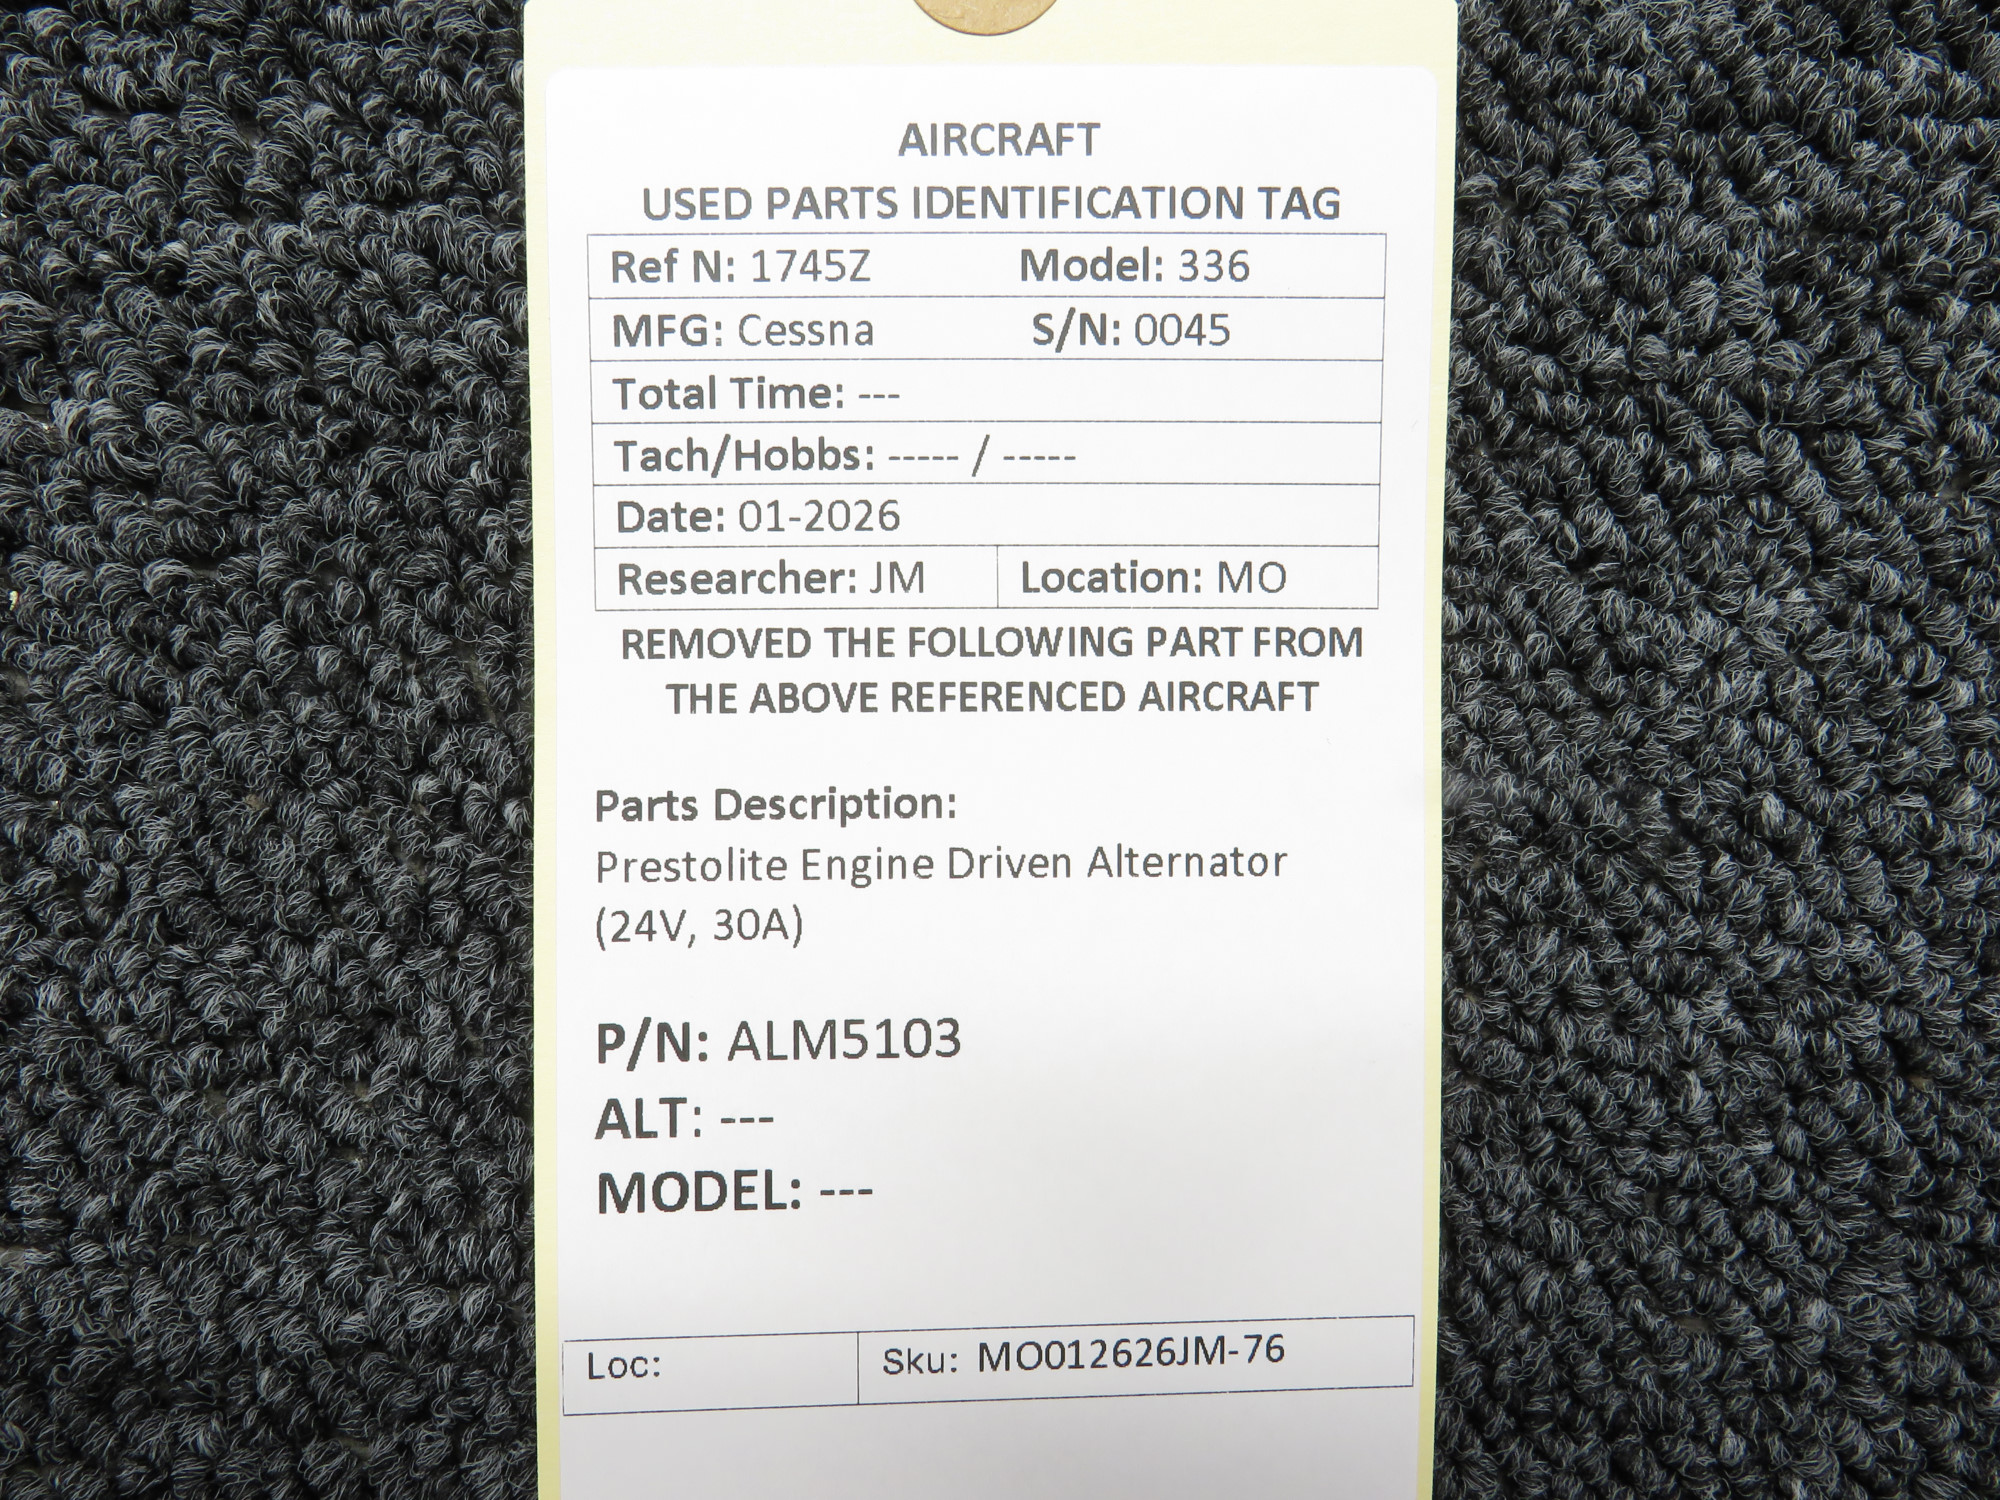 AIRCRAFT
USED PARTS IDENTIFICATION TAG
Ref N: 1745Z Model: 336
MFG: Cessna S/N: 0045
Total Time: ---
Tach/Hobbs: ----- / -----
Date: 01-2026
Researcher: JM Location: MO
REMOVED THE FOLLOWING PART FROM
THE ABOVE REFERENCED AIRCRAFT
Parts Description:
Prestolite Engine Driven Alternator
(24V, 30A)
P/N: ALM5103
ALT: ---
MODEL: ---
Loc: Sku: MO012626JM-76